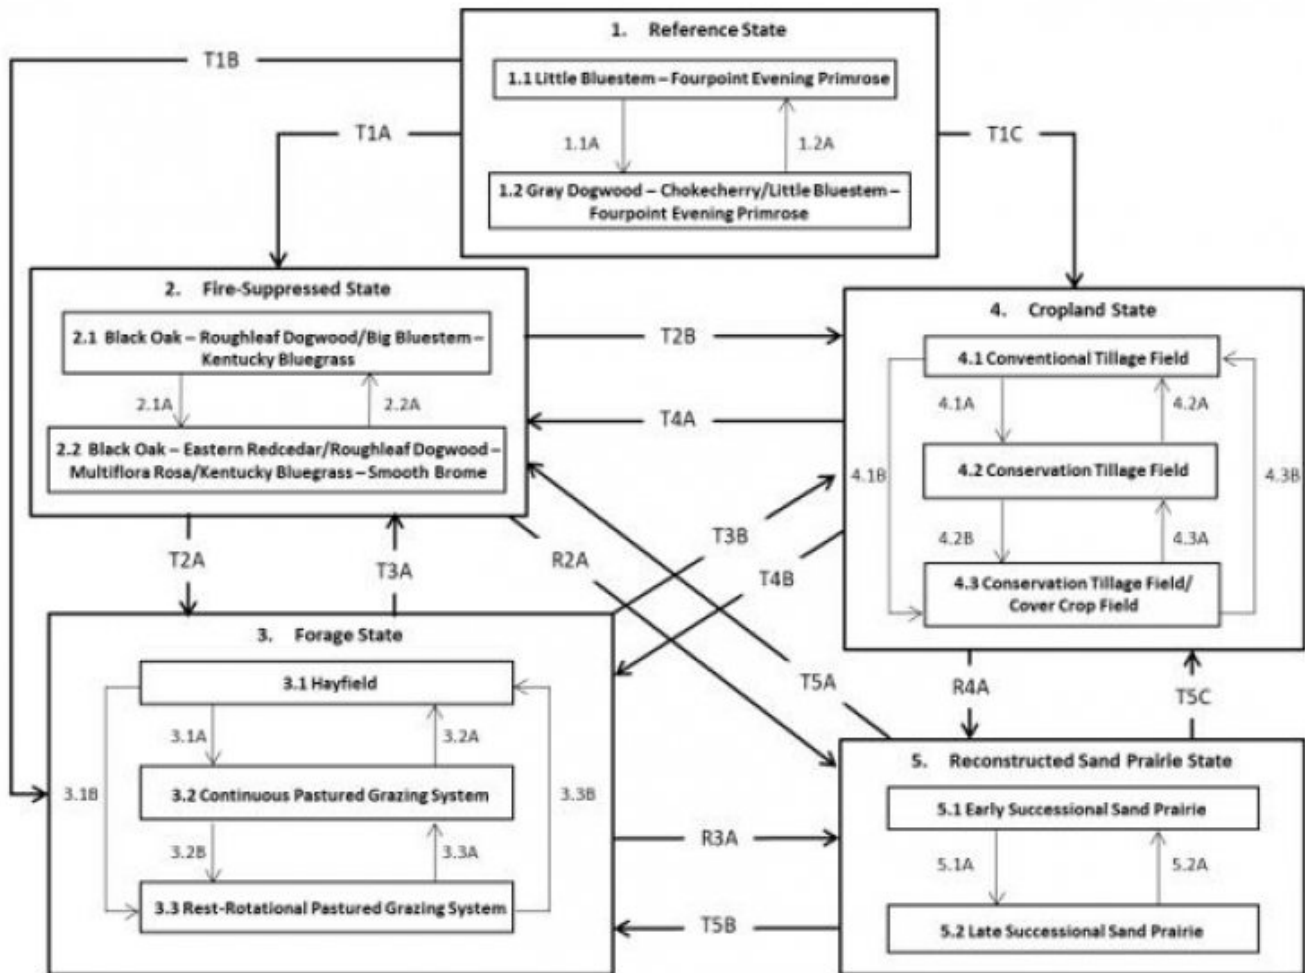 1. Reference State
T1B
1.1 Little Bluestem – Fourpoint Evening Primrose
T1A
1.1A
1.2A
T1C
1.2 Gray Dogwood – Chokecherry/Little Bluestem –
Fourpoint Evening Primrose
2. Fire-Suppressed State
2.1 Black Oak – Roughleaf Dogwood/Big Bluestem –
Kentucky Bluegrass
2.1A
2.2A
2.2 Black Oak – Eastern Redcedar/Roughleaf Dogwood –
Multiflora Rosa/Kentucky Bluegrass – Smooth Brome
T2B
T4A
4. Cropland State
4.1 Conventional Tillage Field
4.1A
4.2A
4.2 Conservation Tillage Field
4.1B
4.3B
4.2B
4.3A
4.3 Conservation Tillage Field/
Cover Crop Field
T2A
T3A
R2A
T3B
T4B
T5A
R4A
T5C
3. Forage State
3.1 Hayfield
3.1A
3.2A
3.1B
3.2 Continuous Pastured Grazing System
3.3B
3.2B
3.3A
3.3 Rest-Rotational Pastured Grazing System
R3A
T5B
5. Reconstructed Sand Prairie State
5.1 Early Successional Sand Prairie
5.1A
5.2A
5.2 Late Successional Sand Prairie